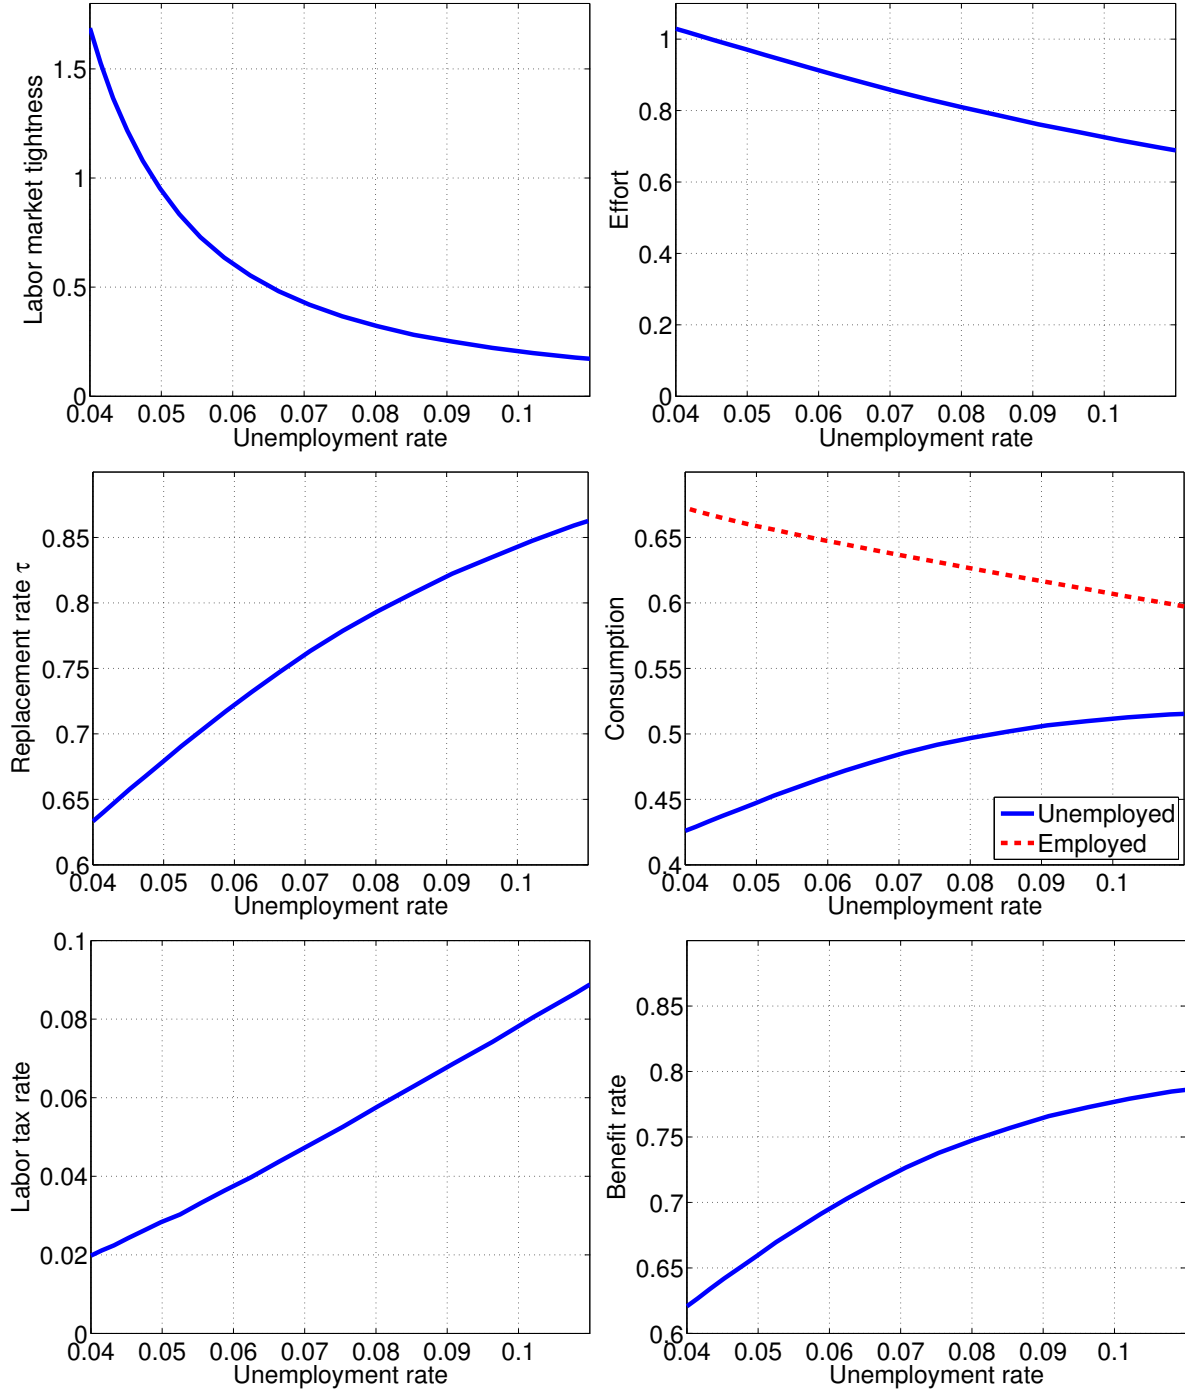 Labor market tightness
1.5
1
0.5
0
0.04 0.05 0.06 0.07 0.08 0.09 0.1
Unemployment rate
Effort
1
0.8
0.6
0.4
0.2
0
0.04 0.05 0.06 0.07 0.08 0.09 0.1
Unemployment rate
Replacement rate τ
0.85
0.8
0.75
0.7
0.65
0.6
0.04 0.05 0.06 0.07 0.08 0.09 0.1
Unemployment rate
Consumption
0.65
0.6
0.55
0.5
0.45
0.4
Unemployed
Employed
0.04 0.05 0.06 0.07 0.08 0.09 0.1
Unemployment rate
Labor tax rate
0.1
0.08
0.06
0.04
0.02
0
0.04 0.05 0.06 0.07 0.08 0.09 0.1
Unemployment rate
Benefit rate
0.85
0.8
0.75
0.7
0.65
0.6
0.04 0.05 0.06 0.07 0.08 0.09 0.1
Unemployment rate